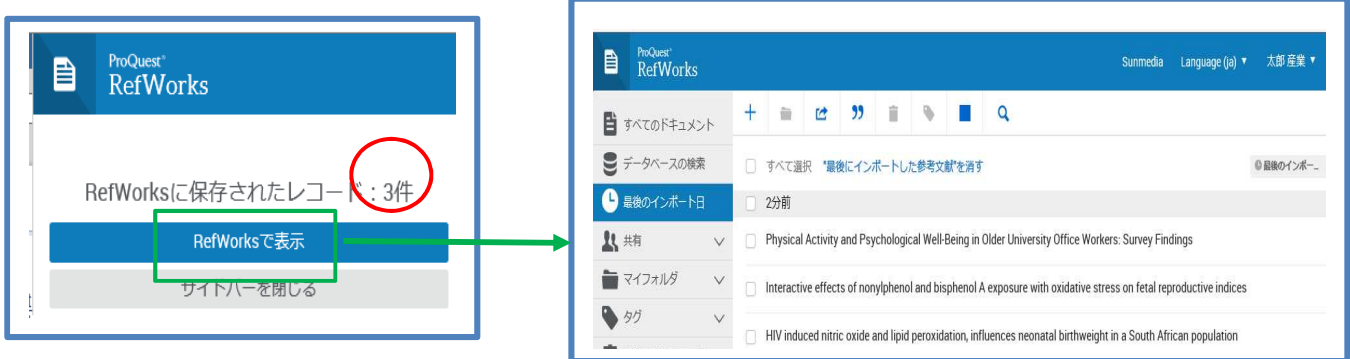 ProQuest®
RefWorks
RefWorksに保存されたレコード：3件
RefWorksで表示
サイドバーを閉じる
ProQuest®
RefWorks
Sunmedia Language (ja) ▼ 太郎 産業 ▼
すべてのドキュメント
データベースの検索
すべて選択 "最後にインポートした参考文献"を消す
最後のインポー...
最後のインポート日
2分前
共有
Physical Activity and Psychological Well-Being in Older University Office Workers: Survey Findings
マイフォルダ
Interactive effects of nonylphenol and bisphenol A exposure with oxidative stress on fetal reproductive indices
タグ
HIV induced nitric oxide and lipid peroxidation, influences neonatal birthweight in a South African population